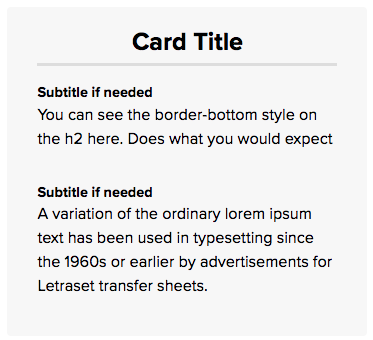 Card Title
Subtitle if needed
You can see the border-bottom style on
the h2 here. Does what you would expect
Subtitle if needed
A variation of the ordinary lorem ipsum
text has been used in typesetting since
the 1960s or earlier by advertisements for
Letraset transfer sheets.